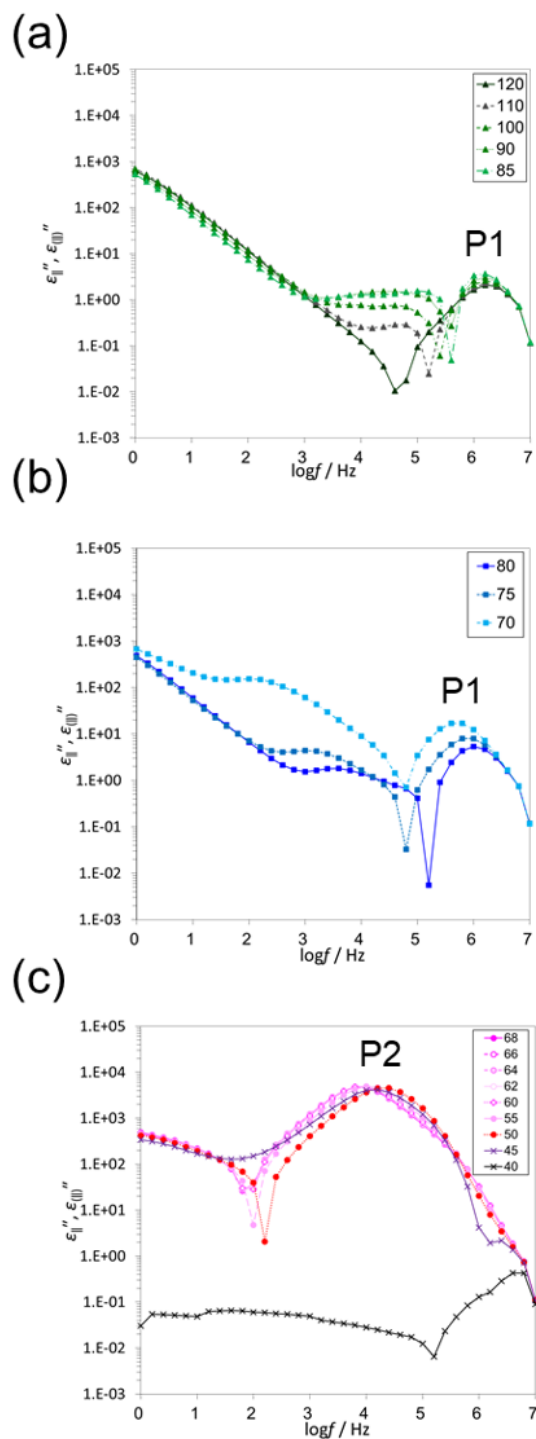 (a)
1.E+05
1.E+04
1.E+03
1.E+02
1.E+01
1.E+00
1.E-01
1.E-02
1.E-03
ε||″, ε(||)″
120
110
100
90
85
P1
0 1 2 3 4 5 6 7
logf / Hz
(b)
1.E+05
1.E+04
1.E+03
1.E+02
1.E+01
1.E+00
1.E-01
1.E-02
1.E-03
ε||″, ε(||)″
80
75
70
P1
0 1 2 3 4 5 6 7
logf / Hz
(c)
1.E+05
1.E+04
1.E+03
1.E+02
1.E+01
1.E+00
1.E-01
1.E-02
1.E-03
ε||″, ε(||)″
P2
68
66
64
62
60
55
50
45
40
0 1 2 3 4 5 6 7
logf / Hz